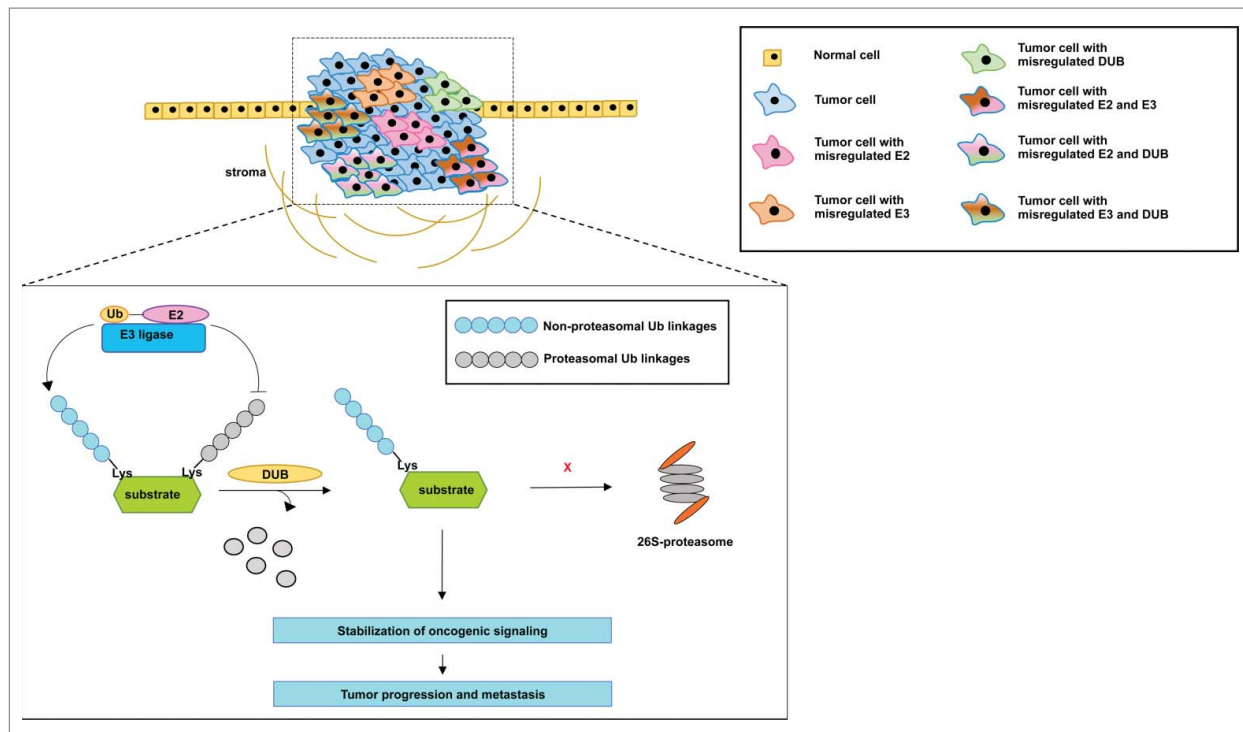 stroma
Normal cell
Tumor cell
Tumor cell with
misregulated E2
Tumor cell with
misregulated E3
Tumor cell with
misregulated DUB
Tumor cell with
misregulated E2 and E3
Tumor cell with
misregulated E2 and DUB
Tumor cell with
misregulated E3 and DUB
Ub
E2
E3 ligase
Non-proteasomal Ub linkages
Proteasomal Ub linkages
Lys
Lys
substrate
DUB
Lys
substrate
X
26S-proteasome
Stabilization of oncogenic signaling
Tumor progression and metastasis